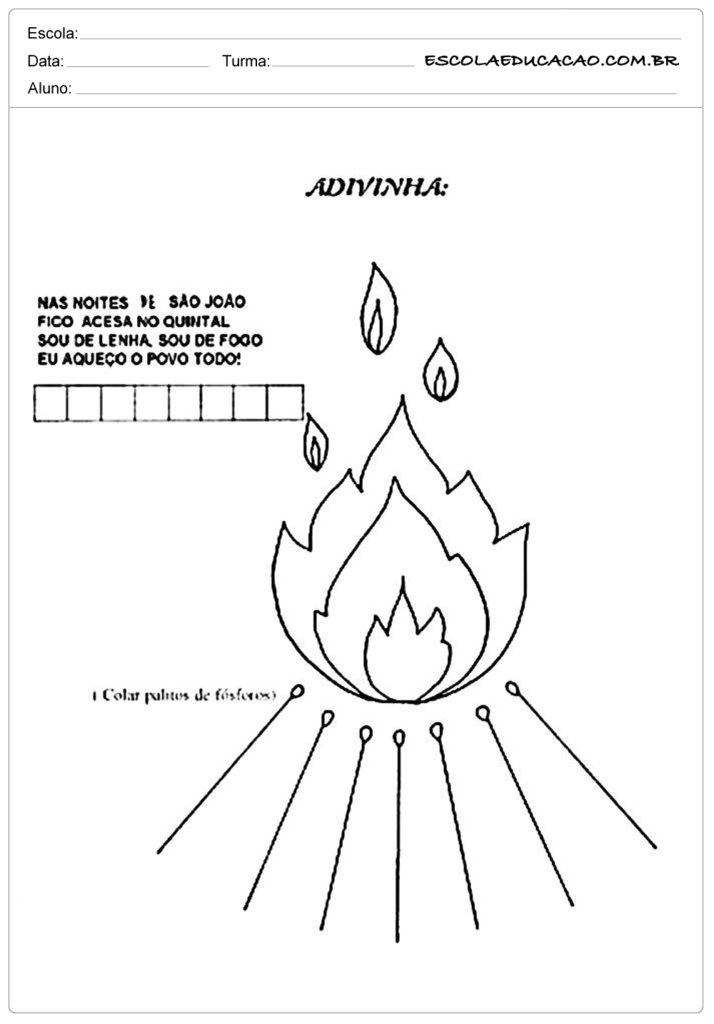 Escola:
Data: Turma: ESCOLAEDUCACAO.COM.BR
Aluno:
ADIVINHA:
NAS NOITES DE SÃO JOÃO
FICO ACESA NO QUINTAL
SOU DE LENHA, SOU DE FOGO
EU AQUEÇO O POVO TODO!
( Colar palitos de fósforos)